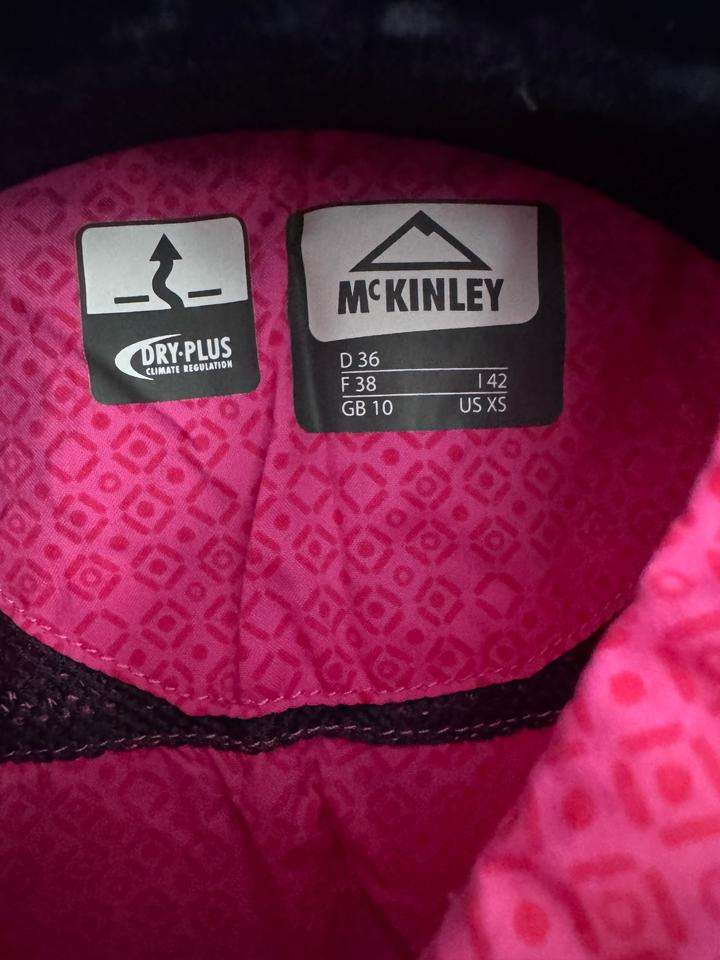 DRY·PLUS
CLIMATE REGULATION
McKINLEY
D 36
F 38 I 42
GB 10 US XS